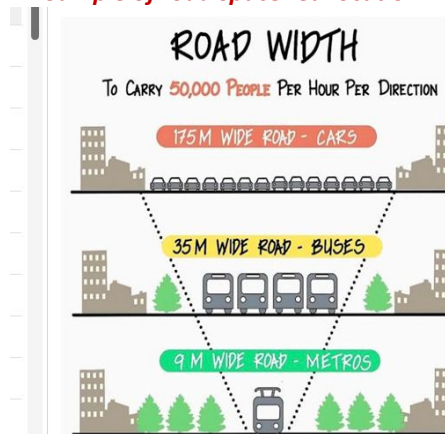 ROAD WIDTH
TO CARRY 50,000 PEOPLE PER HOUR PER DIRECTION
175M WIDE ROAD - CARS
35M WIDE ROAD - BUSES
9 M WIDE ROAD - METROS